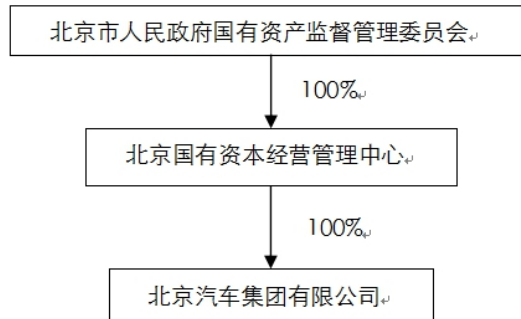 北京市人民政府国有资产监督管理委员会
100%
北京国有资本经营管理中心
100%
北京汽车集团有限公司